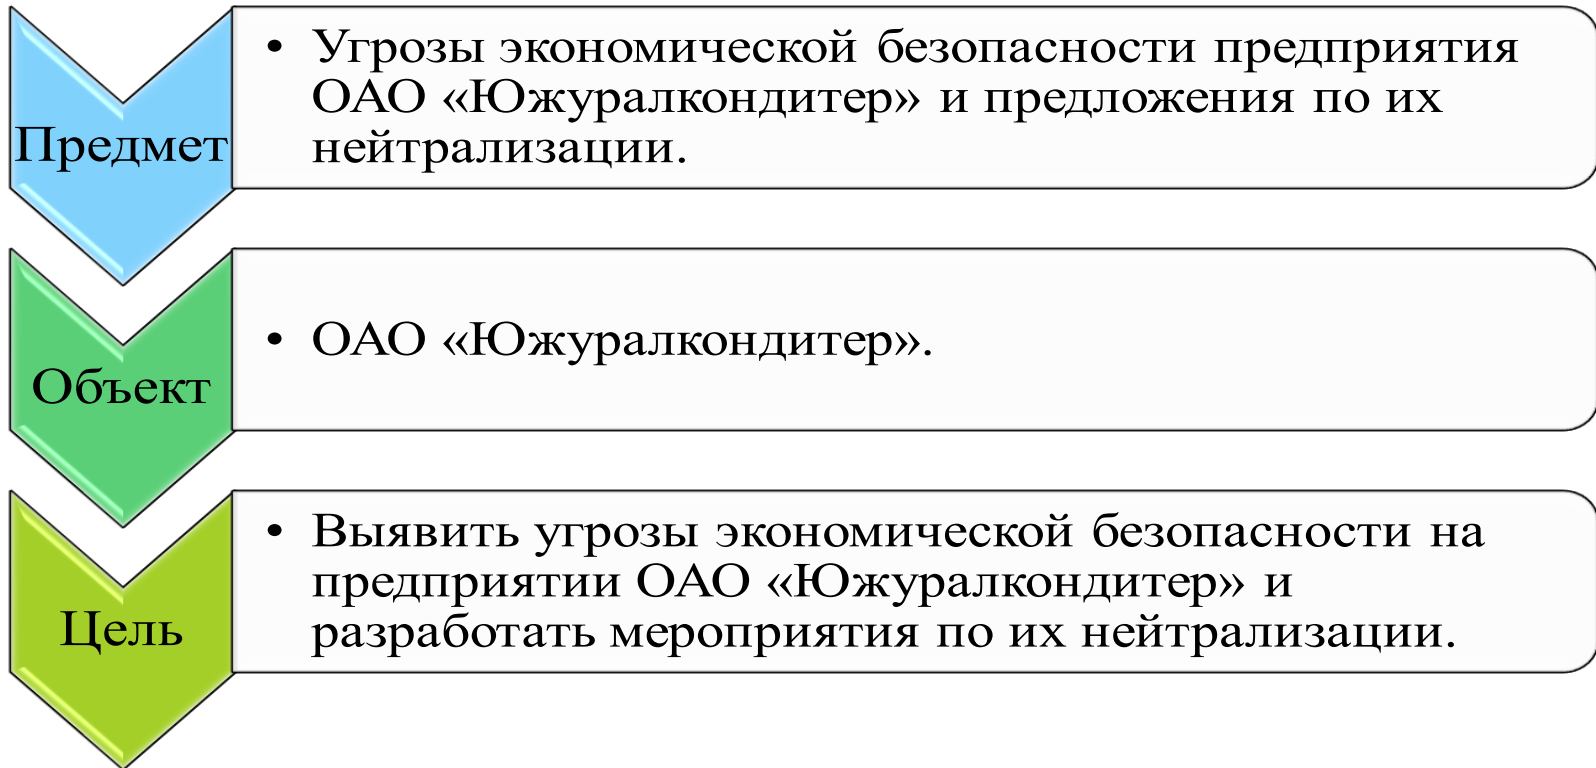 Предмет
• Угрозы экономической безопасности предприятия
ОАО «Южуралкондитер» и предложения по их
нейтрализации.
Объект
• ОАО «Южуралкондитер».
Цель
• Выявить угрозы экономической безопасности на
предприятии ОАО «Южуралкондитер» и
разработать мероприятия по их нейтрализации.